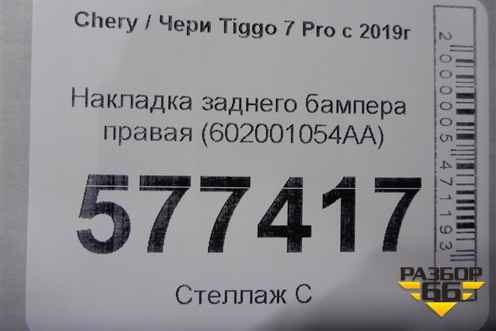 Chery / Чери Tiggo 7 Pro с 2019г
Накладка заднего бампера
правая (602001054AA)
577417
Стеллаж С
2000005471193
РАЗБОР
66